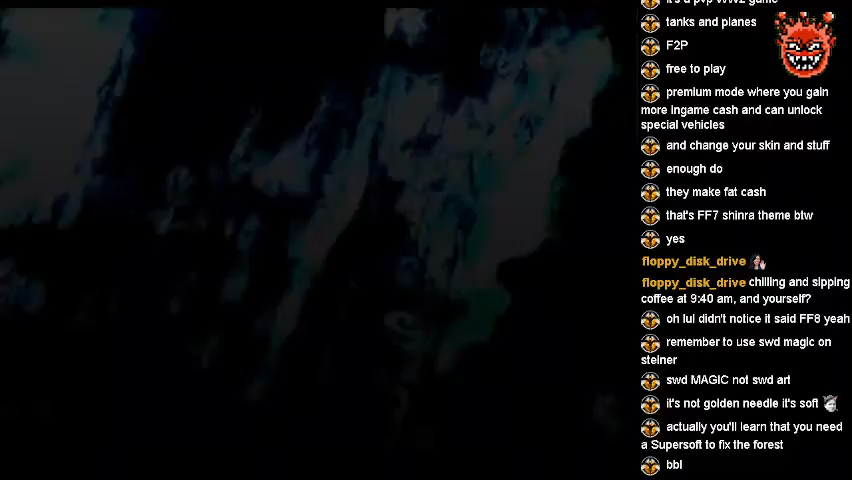 it's a pvp WW2 game
tanks and planes
F2P
free to play
premium mode where you gain
more ingame cash and can unlock
special vehicles
and change your skin and stuff
enough do
they make fat cash
that's FF7 shinra theme btw
yes
floppy_disk_drive
floppy_disk_drive chilling and sipping
coffee at 9:40 am, and yourself?
oh lul didn't notice it said FF8 yeah
remember to use swd magic on
steiner
swd MAGIC not swd art
it's not golden needle it's soft
actually you'll learn that you need
a Supersoft to fix the forest
bbl